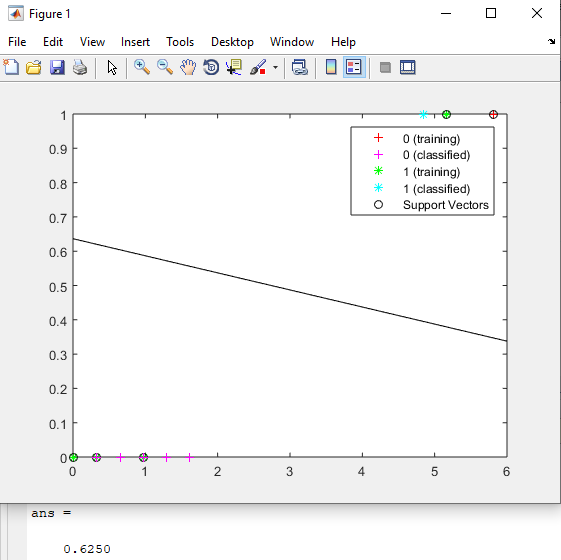 Figure 1
File Edit View Insert Tools Desktop Window Help
1
0.9
0.8
0.7
0.6
0.5
0.4
0.3
0.2
0.1
0
0 1 2 3 4 5 6
0 (training)
0 (classified)
1 (training)
1 (classified)
Support Vectors
ans =
0.6250